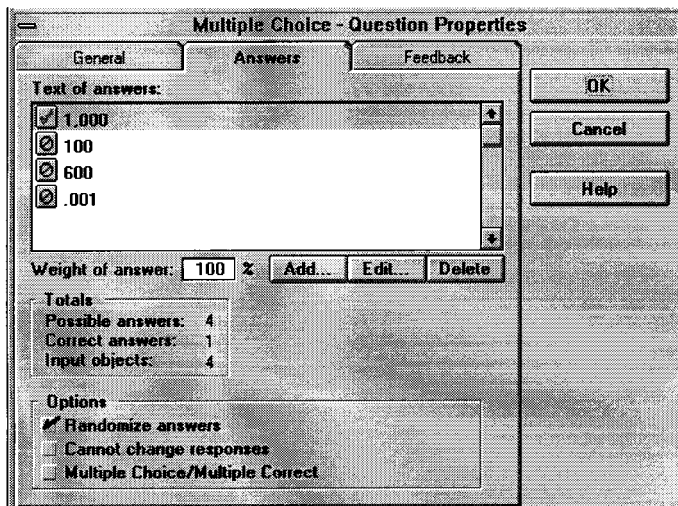 Multiple Choice - Question Properties
General Answers Feedback
Text of answers:
1,000
100
600
.001
OK
Cancel
Help
Weight of answer: 100 % Add... Edit... Delete
Totals
Possible answers: 4
Correct answers: 1
Input objects: 4
Options
Randomize answers
Cannot change responses
Multiple Choice/Multiple Correct